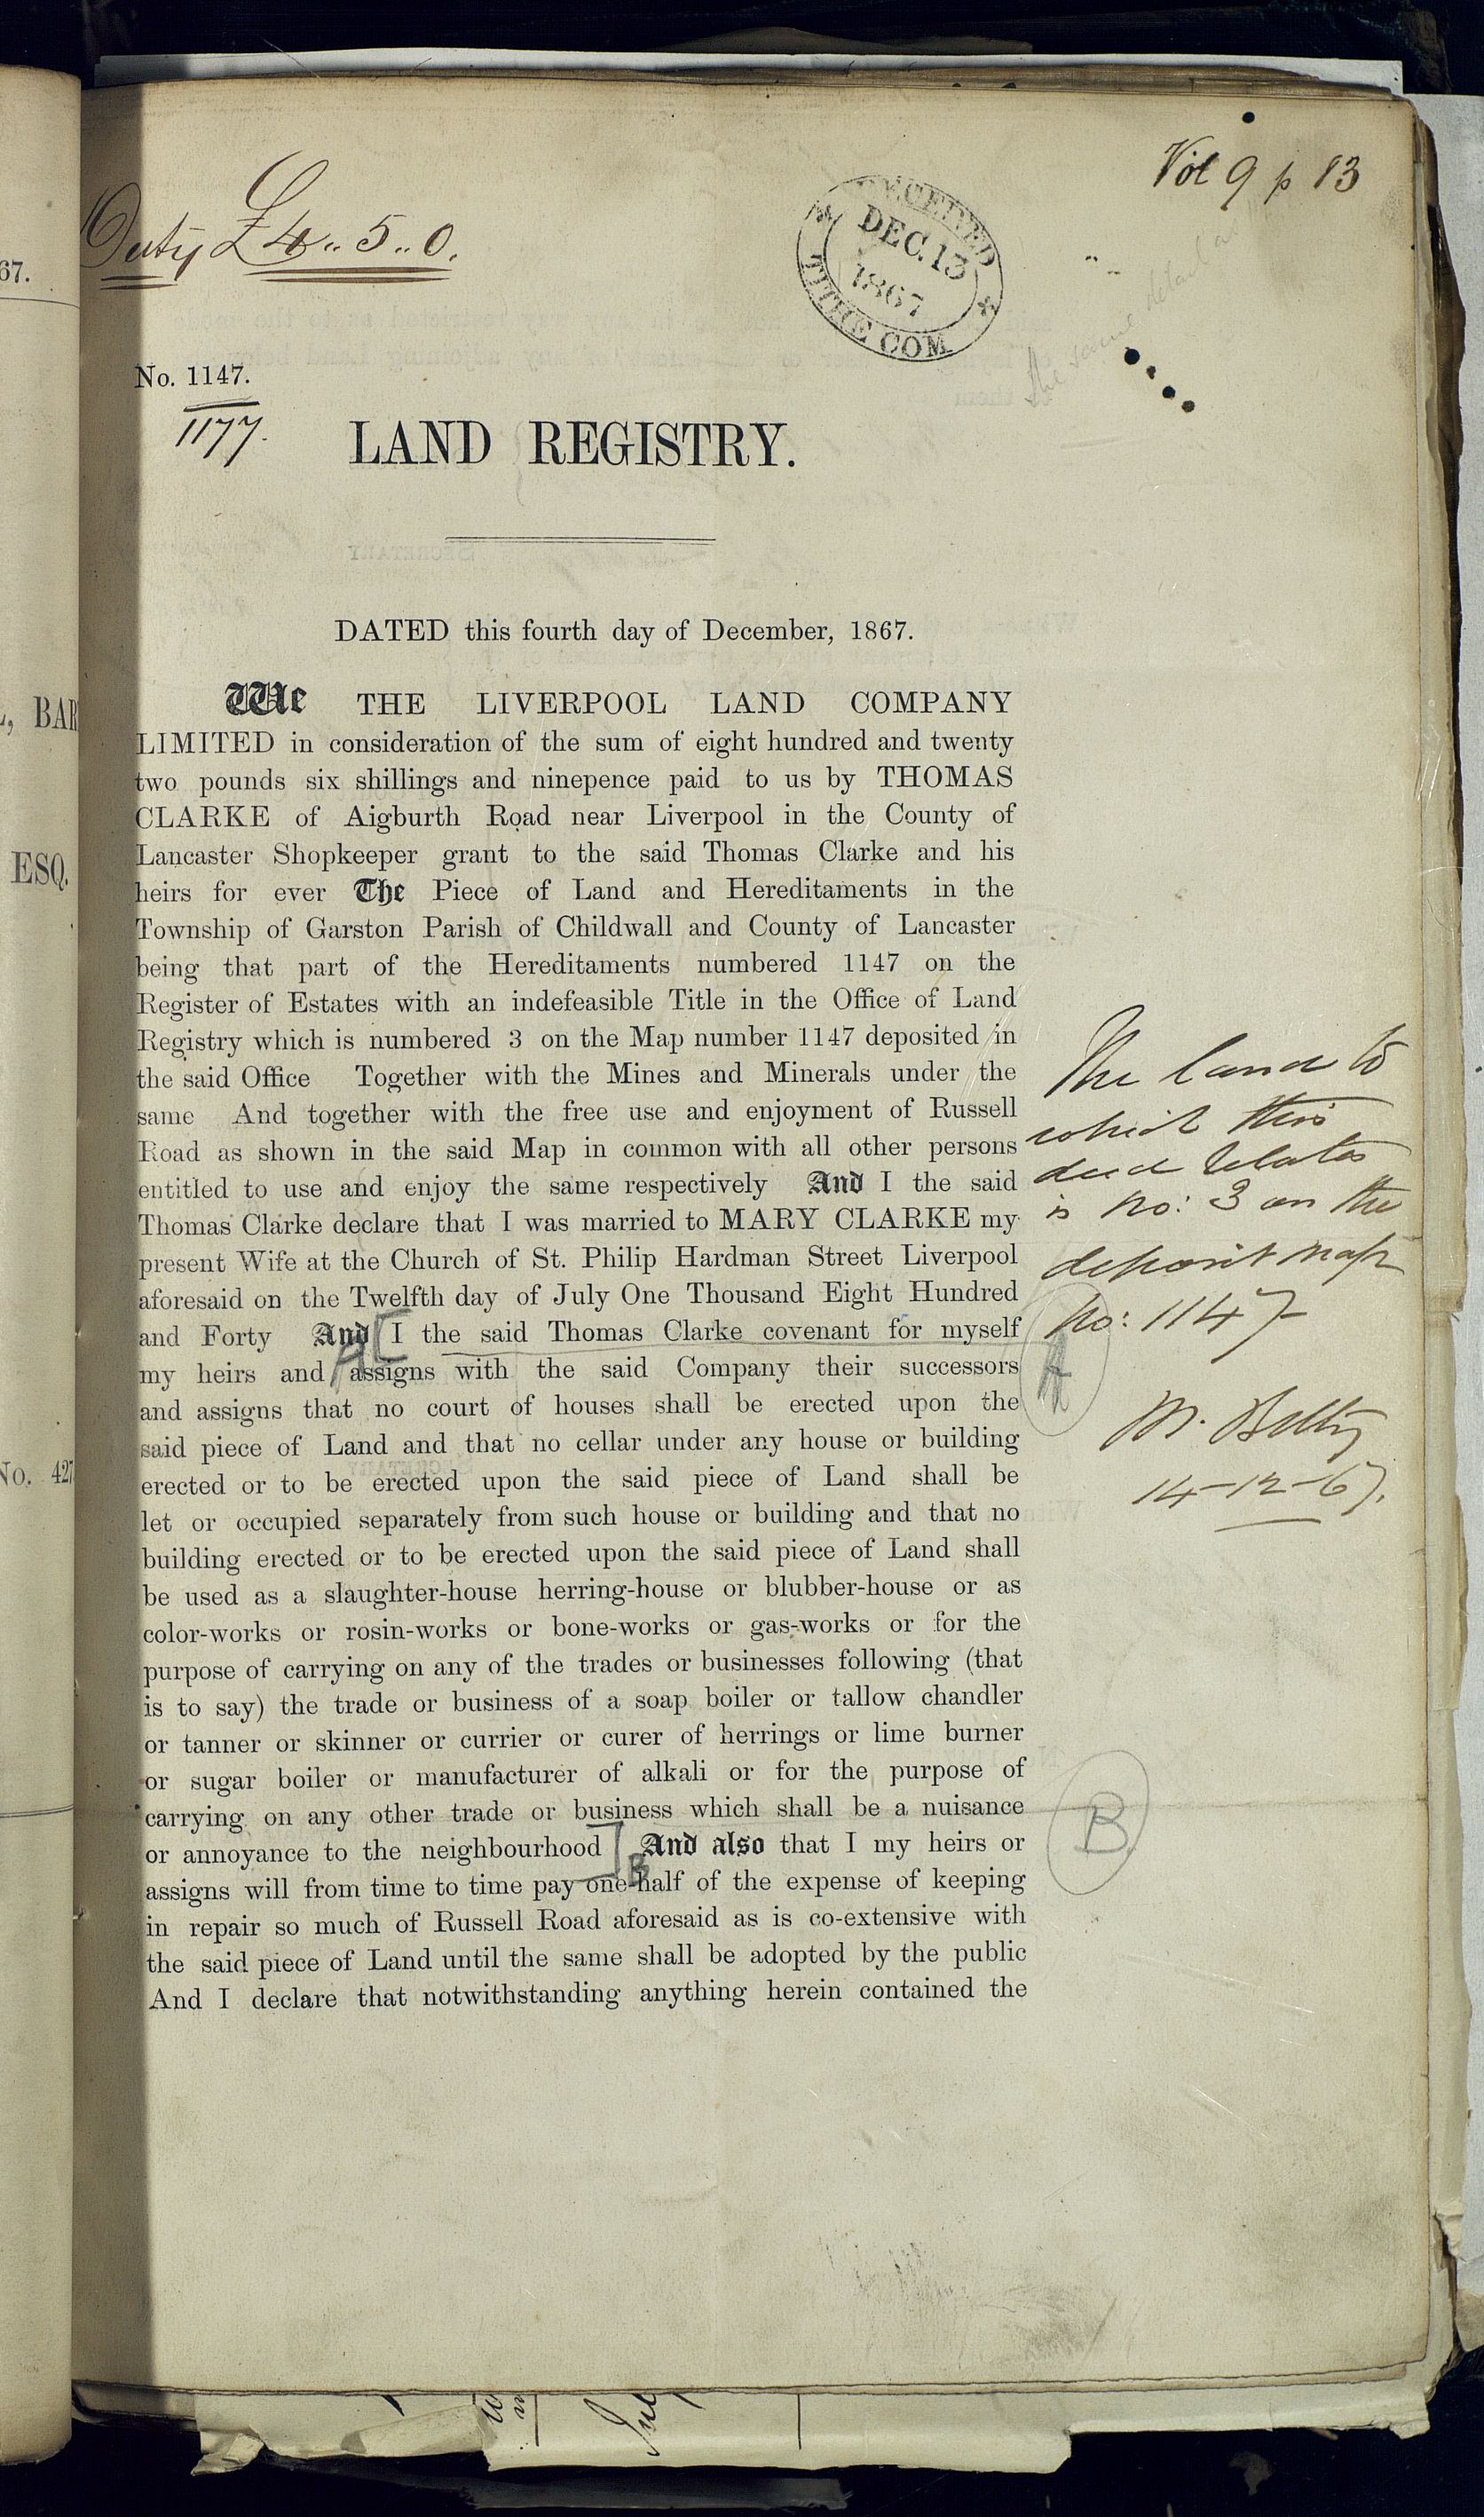 67.
BAR
ESQ.
No. 427
Vol 9 p 83
Duty £4..5..0.
RECEIVED
DEC. 13
1867
TITHE COM
No. 1147.
1177.
LAND REGISTRY.
SECRETARY
DATED this fourth day of December, 1867.
We THE LIVERPOOL LAND COMPANY
LIMITED in consideration of the sum of eight hundred and twenty
two pounds six shillings and ninepence paid to us by THOMAS
CLARKE of Aigburth Road near Liverpool in the County of
Lancaster Shopkeeper grant to the said Thomas Clarke and his
heirs for ever The Piece of Land and Hereditaments in the
Township of Garston Parish of Childwall and County of Lancaster
being that part of the Hereditaments numbered 1147 on the
Register of Estates with an indefeasible Title in the Office of Land
Registry which is numbered 3 on the Map number 1147 deposited in
the said Office Together with the Mines and Minerals under the
same And together with the free use and enjoyment of Russell
Road as shown in the said Map in common with all other persons
entitled to use and enjoy the same respectively And I the said
Thomas Clarke declare that I was married to MARY CLARKE my
present Wife at the Church of St. Philip Hardman Street Liverpool
aforesaid on the Twelfth day of July One Thousand Eight Hundred
and Forty And [I the said Thomas Clarke covenant for myself
my heirs and assigns with the said Company their successors
and assigns that no court of houses shall be erected upon the
said piece of Land and that no cellar under any house or building
erected or to be erected upon the said piece of Land shall be
let or occupied separately from such house or building and that no
building erected or to be erected upon the said piece of Land shall
be used as a slaughter-house herring-house or blubber-house or as
color-works or rosin-works or bone-works or gas-works or for the
purpose of carrying on any of the trades or businesses following (that
is to say) the trade or business of a soap boiler or tallow chandler
or tanner or skinner or currier or curer of herrings or lime burner
or sugar boiler or manufacturer of alkali or for the purpose of
carrying on any other trade or business which shall be a nuisance
or annoyance to the neighbourhood] And also that I my heirs or
assigns will from time to time pay one-half of the expense of keeping
in repair so much of Russell Road aforesaid as is co-extensive with
the said piece of Land until the same shall be adopted by the public
And I declare that notwithstanding anything herein contained the
The land to
which this
deed relates
is No: 3 on the
deposit map
No: 1147
A
14-12-67.
B